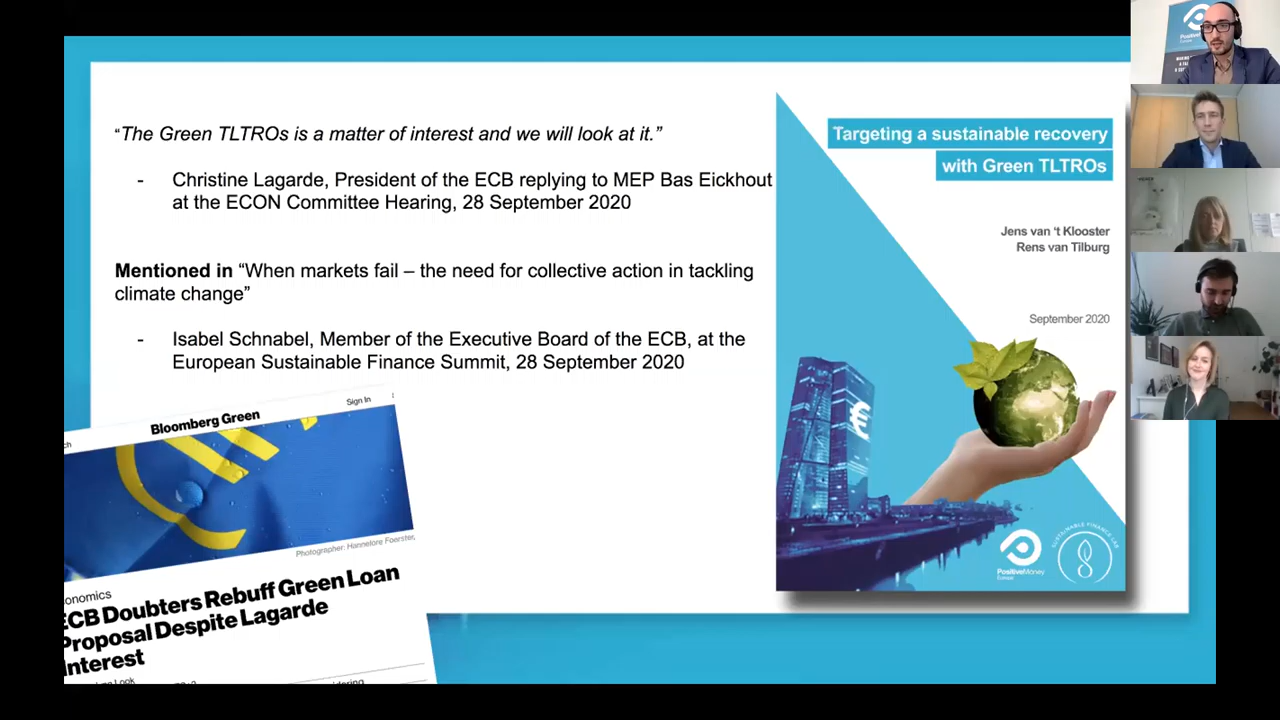 “The Green TLTROs is a matter of interest and we will look at it.”
- Christine Lagarde, President of the ECB replying to MEP Bas Eickhout
at the ECON Committee Hearing, 28 September 2020
Mentioned in “When markets fail – the need for collective action in tackling
climate change”
- Isabel Schnabel, Member of the Executive Board of the ECB, at the
European Sustainable Finance Summit, 28 September 2020
Sign In
Bloomberg Green
Photographer: Hannelore Foerster,
onomics
ECB Doubters Rebuff Green Loan
Proposal Despite Lagarde
Interest
Targeting a sustainable recovery
with Green TLTROs
Jens van ‘t Klooster
Rens van Tilburg
September 2020
€
PositiveMoney
Europe
SUSTAINABLE FINANCE LAB